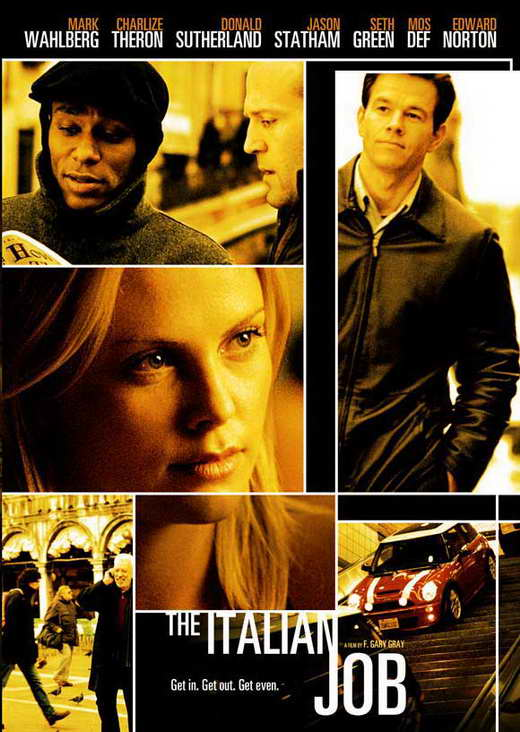 MARK CHARLIZE DONALD JASON SETH MOS EDWARD
WAHLBERG THERON SUTHERLAND STATHAM GREEN DEF NORTON
How
THE ITALIAN
A FILM BY F. GARY GRAY
JOB
Get in. Get out. Get even.